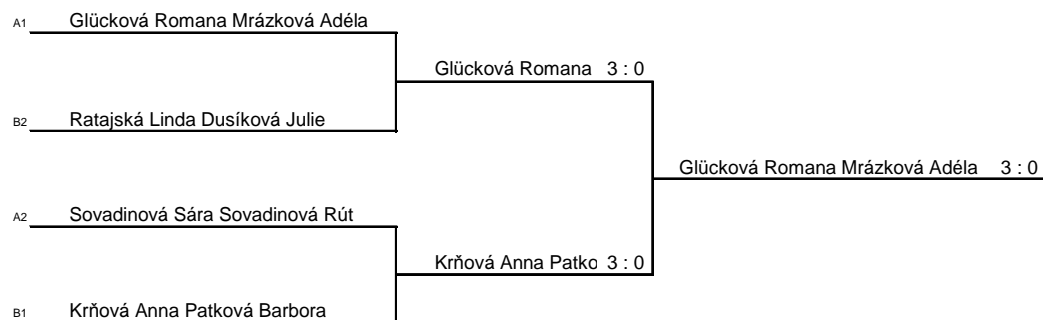 A1 Glücková Romana Mrázková Adéla
Glücková Romana 3 : 0
B2 Ratajská Linda Dusíková Julie
Glücková Romana Mrázková Adéla 3 : 0
A2 Sovadinová Sára Sovadinová Rút
Krňová Anna Patko 3 : 0
B1 Krňová Anna Patková Barbora